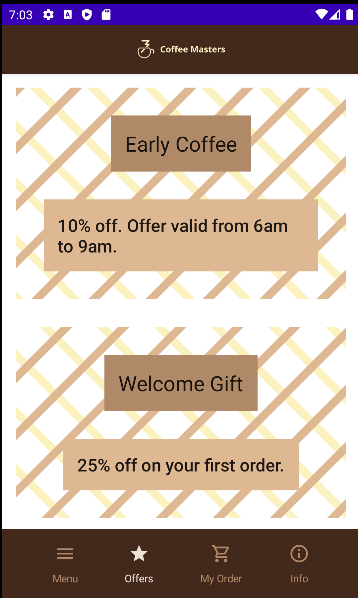 7:03
Coffee Masters
Early Coffee
10% off. Offer valid from 6am
to 9am.
Welcome Gift
25% off on your first order.
Menu
Offers
My Order
Info